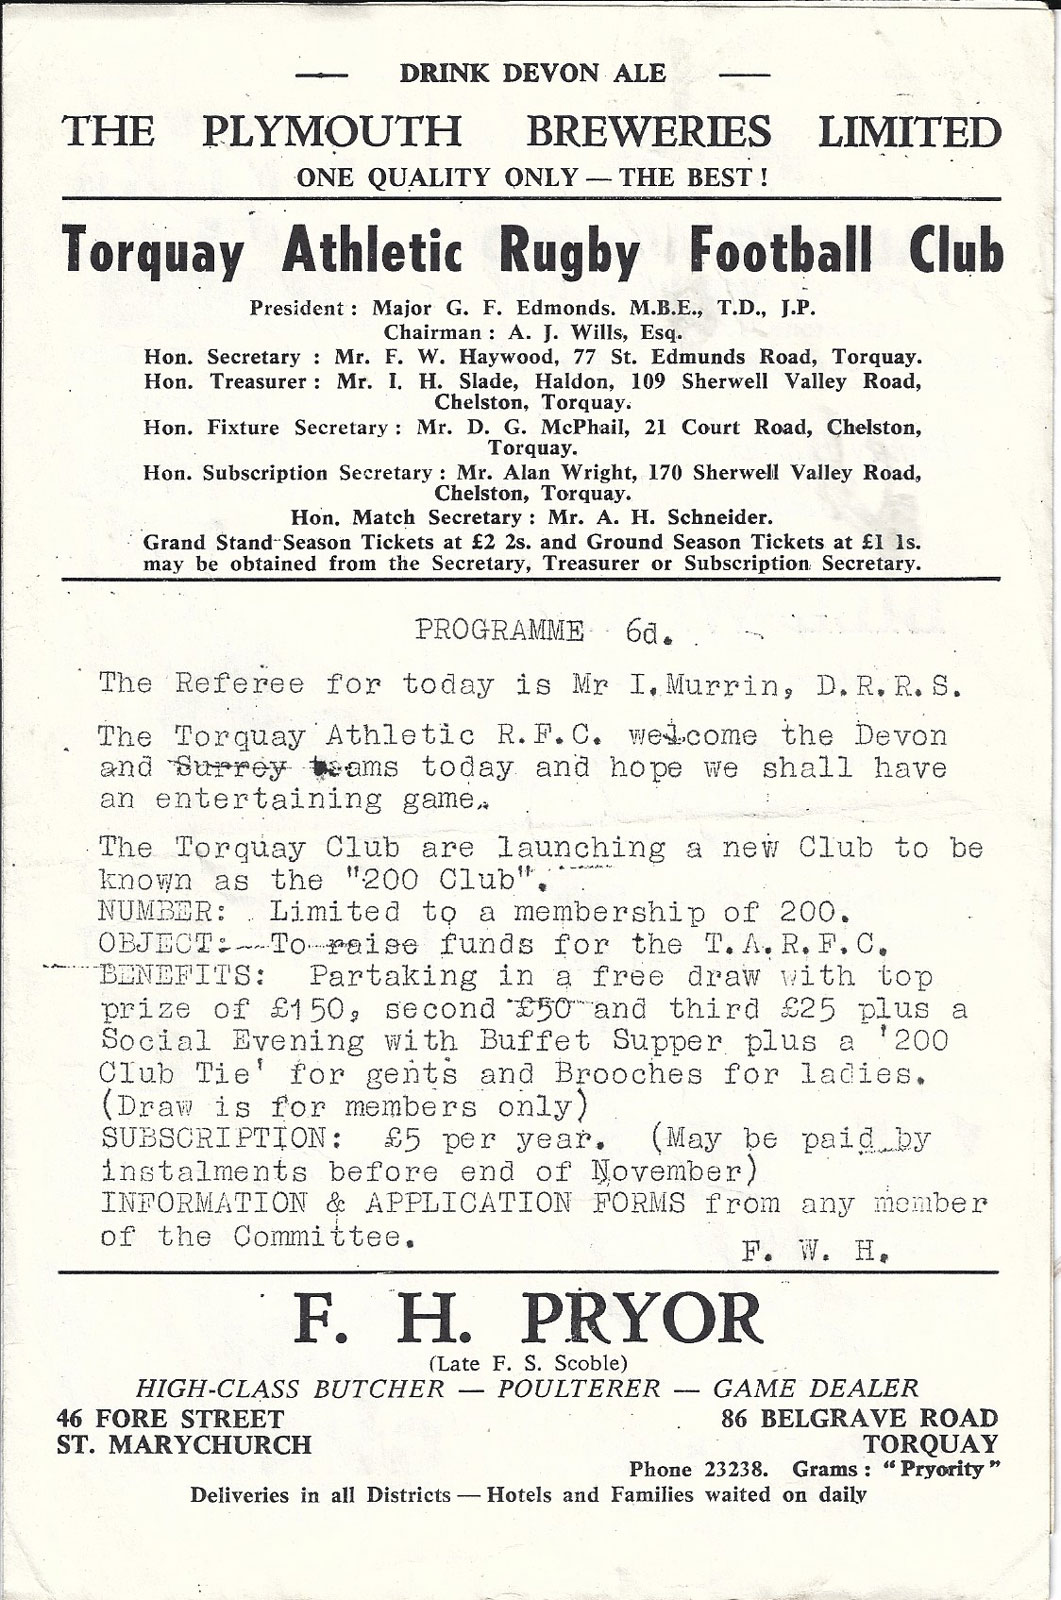 DRINK DEVON ALE
THE PLYMOUTH BREWERIES LIMITED
ONE QUALITY ONLY — THE BEST !
Torquay Athletic Rugby Football Club
President : Major G. F. Edmonds. M.B.E., T.D., J.P.
Chairman : A. J. Wills, Esq.
Hon. Secretary : Mr. F. W. Haywood, 77 St. Edmunds Road, Torquay.
Hon. Treasurer : Mr. I. H. Slade, Haldon, 109 Sherwell Valley Road,
Chelston, Torquay.
Hon. Fixture Secretary : Mr. D. G. McPhail, 21 Court Road, Chelston,
Torquay.
Hon. Subscription Secretary : Mr. Alan Wright, 170 Sherwell Valley Road,
Chelston, Torquay.
Hon. Match Secretary : Mr. A. H. Schneider.
Grand Stand Season Tickets at £2 2s. and Ground Season Tickets at £1 1s.
may be obtained from the Secretary, Treasurer or Subscription Secretary.
PROGRAMME 6d.
The Referee for today is Mr I.Murrin, D.R.R.S.
The Torquay Athletic R.F.C. welcome the Devon
and Surrey teams today and hope we shall have
an entertaining game.
The Torquay Club are launching a new Club to be
known as the "200 Club".
NUMBER: Limited to a membership of 200.
OBJECT: To raise funds for the T.A.R.F.C.
BENEFITS: Partaking in a free draw with top
prize of £150, second £50 and third £25 plus a
Social Evening with Buffet Supper plus a '200
Club Tie' for gents and Brooches for ladies.
(Draw is for members only)
SUBSCRIPTION: £5 per year. (May be paid by
instalments before end of November)
INFORMATION & APPLICATION FORMS from any member
of the Committee.
F. W. H.
F. H. PRYOR
(Late F. S. Scoble)
HIGH-CLASS BUTCHER — POULTERER — GAME DEALER
46 FORE STREET 86 BELGRAVE ROAD
ST. MARYCHURCH TORQUAY
Phone 23238. Grams : "Pryority"
Deliveries in all Districts — Hotels and Families waited on daily